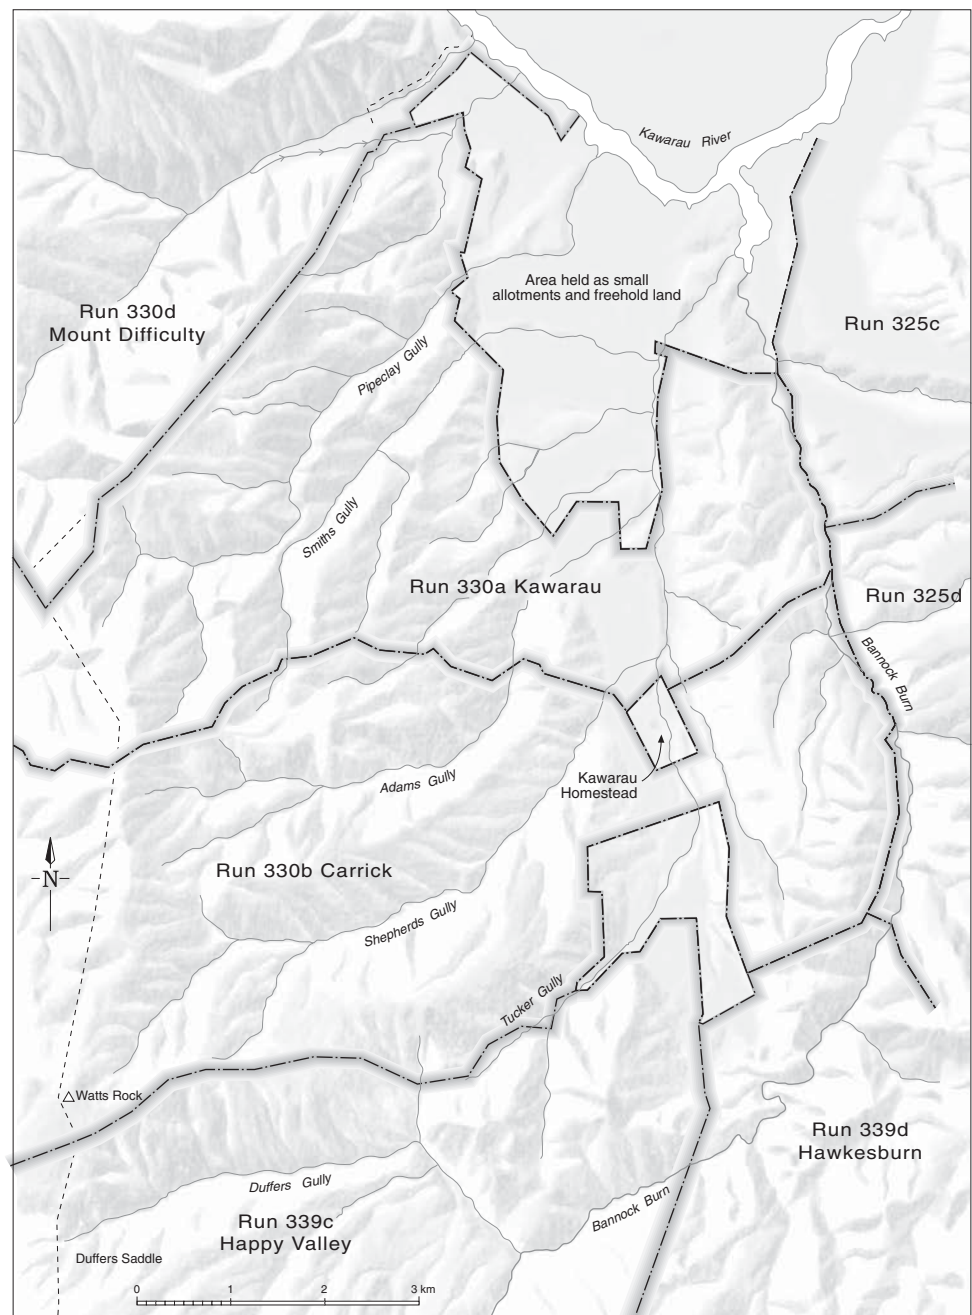 Kawarau River
Area held as small
allotments and freehold land
Run 330d
Mount Difficulty
Run 325c
Pipeclay Gully
Smiths Gully
Run 330a Kawarau
Run 325d
Bannock Burn
Adams Gully
Kawarau
Homestead
N
Run 330b Carrick
Shepherds Gully
Tucker Gully
Watts Rock
Run 339d
Hawkesburn
Duffers Gully
Bannock Burn
Run 339c
Happy Valley
Duffers Saddle
0 1 2 3 km